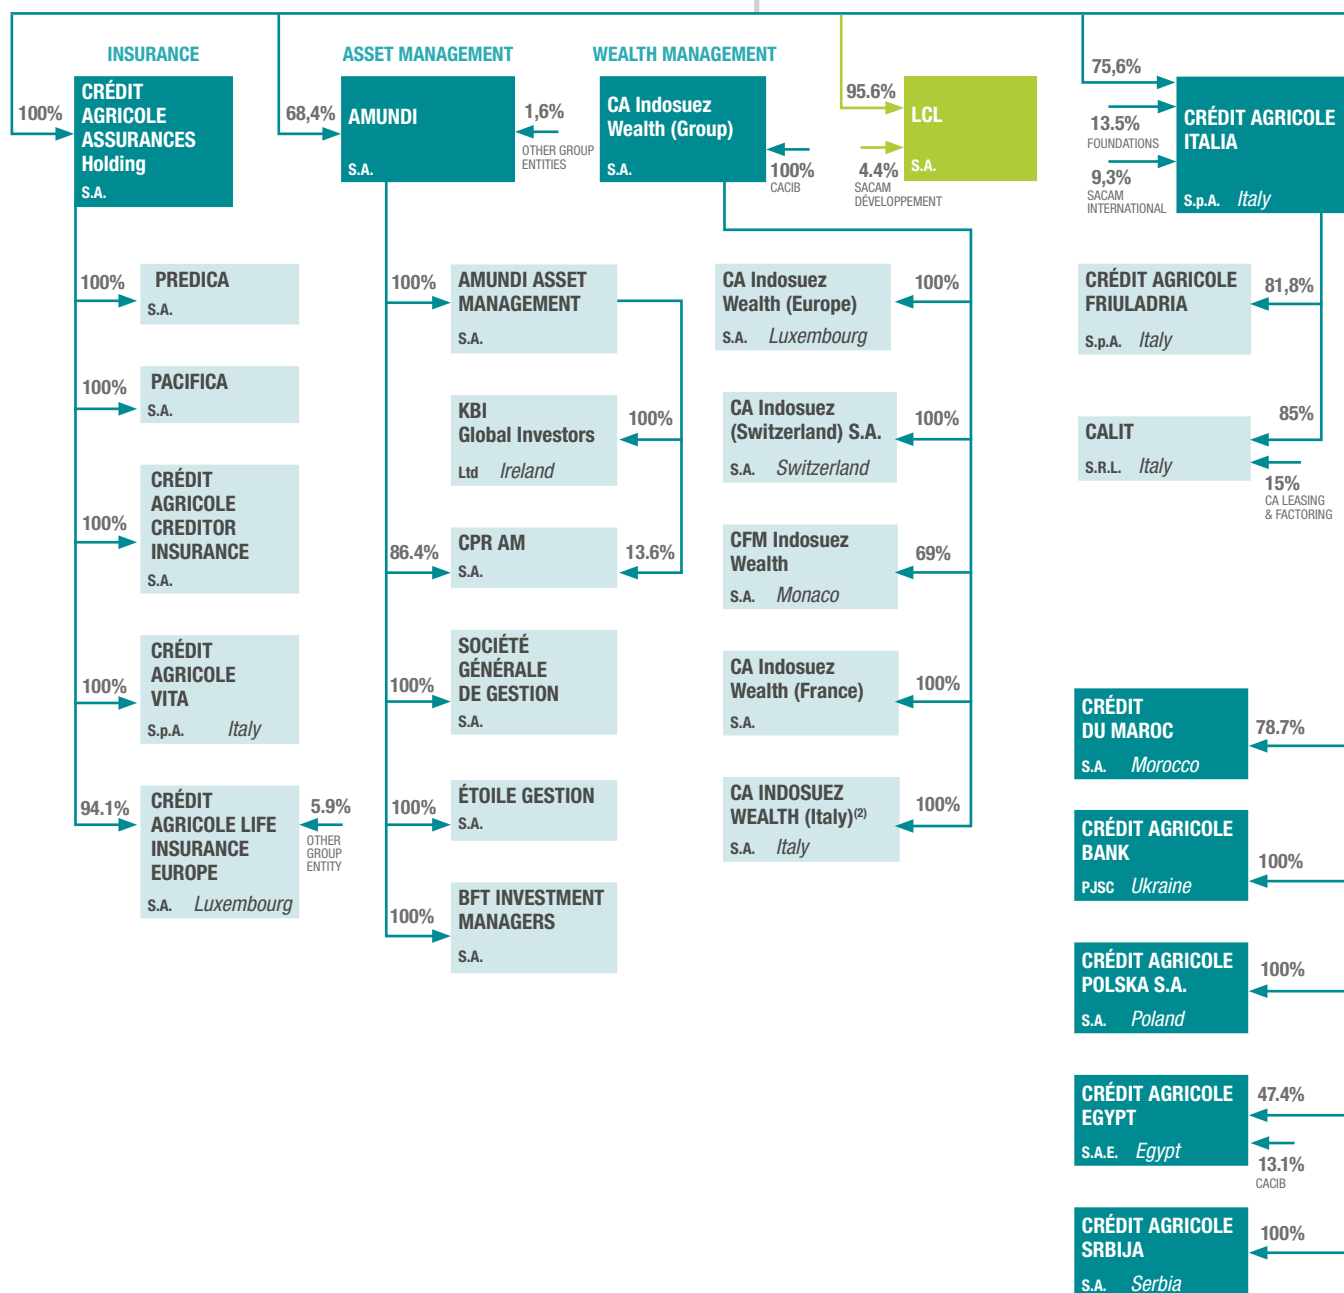 INSURANCE
100%
CRÉDIT
AGRICOLE
ASSURANCES
Holding
S.A.
100%
PREDICA
S.A.
100%
PACIFICA
S.A.
100%
CRÉDIT
AGRICOLE
CREDITOR
INSURANCE
S.A.
100%
CRÉDIT
AGRICOLE
VITA
S.p.A. Italy
94.1%
CRÉDIT
AGRICOLE LIFE
INSURANCE
EUROPE
S.A. Luxembourg
5.9%
OTHER
GROUP
ENTITY
ASSET MANAGEMENT
68,4%
AMUNDI
S.A.
1,6%
OTHER GROUP
ENTITIES
100%
AMUNDI ASSET
MANAGEMENT
S.A.
KBI
Global Investors
Ltd Ireland
100%
86.4%
CPR AM
S.A.
13.6%
100%
SOCIÉTÉ
GÉNÉRALE
DE GESTION
S.A.
100%
ÉTOILE GESTION
S.A.
100%
BFT INVESTMENT
MANAGERS
S.A.
WEALTH MANAGEMENT
CA Indosuez
Wealth (Group)
S.A.
100%
CACIB
CA Indosuez
Wealth (Europe)
S.A. Luxembourg
100%
CA Indosuez
(Switzerland) S.A.
S.A. Switzerland
100%
CFM Indosuez
Wealth
S.A. Monaco
69%
CA Indosuez
Wealth (France)
S.A.
100%
CA INDOSUEZ
WEALTH (Italy)(2)
S.A. Italy
100%
95.6%
LCL
S.A.
4.4%
SACAM
DÉVELOPPEMENT
75,6%
13.5%
FOUNDATIONS
9,3%
SACAM
INTERNATIONAL
CRÉDIT AGRICOLE
ITALIA
S.p.A. Italy
CRÉDIT AGRICOLE
FRIULADRIA
S.p.A. Italy
81,8%
CALIT
S.R.L. Italy
85%
15%
CA LEASING
& FACTORING
CRÉDIT
DU MAROC
S.A. Morocco
78.7%
CRÉDIT AGRICOLE
BANK
PJSC Ukraine
100%
CRÉDIT AGRICOLE
POLSKA S.A.
S.A. Poland
100%
CRÉDIT AGRICOLE
EGYPT
S.A.E. Egypt
47.4%
13.1%
CACIB
CRÉDIT AGRICOLE
SRBIJA
S.A. Serbia
100%